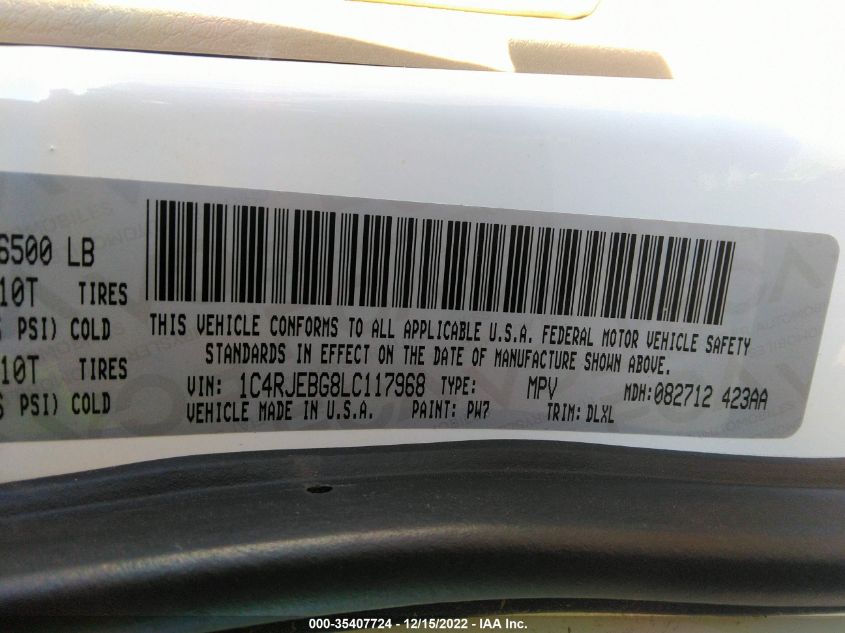 6500 LB
10T TIRES
PSI) COLD
10T TIRES
PSI) COLD
THIS VEHICLE CONFORMS TO ALL APPLICABLE U.S.A. FEDERAL MOTOR VEHICLE SAFETY
STANDARDS IN EFFECT ON THE DATE OF MANUFACTURE SHOWN ABOVE.
VIN: 1C4RJEBG8LC117968 TYPE: MPV MDH:082712 423AA
VEHICLE MADE IN U.S.A. PAINT: PW7 TRIM: DLXL
000-35407724 - 12/15/2022 - IAA Inc.